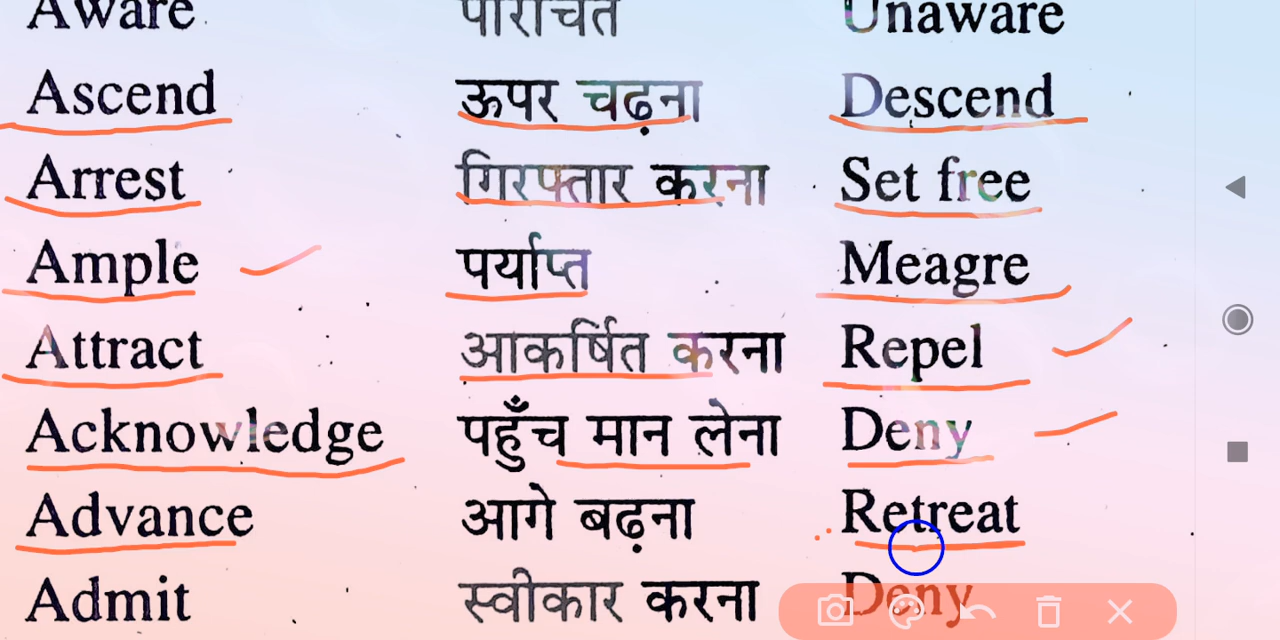 Aware परिचित Unaware
Ascend ऊपर चढ़ना Descend
Arrest गिरफ्तार करना Set free
Ample पर्याप्त Meagre
Attract आकर्षित करना Repel
Acknowledge पहुँच मान लेना Deny
Advance आगे बढ़ना Retreat
Admit स्वीकार करना Deny